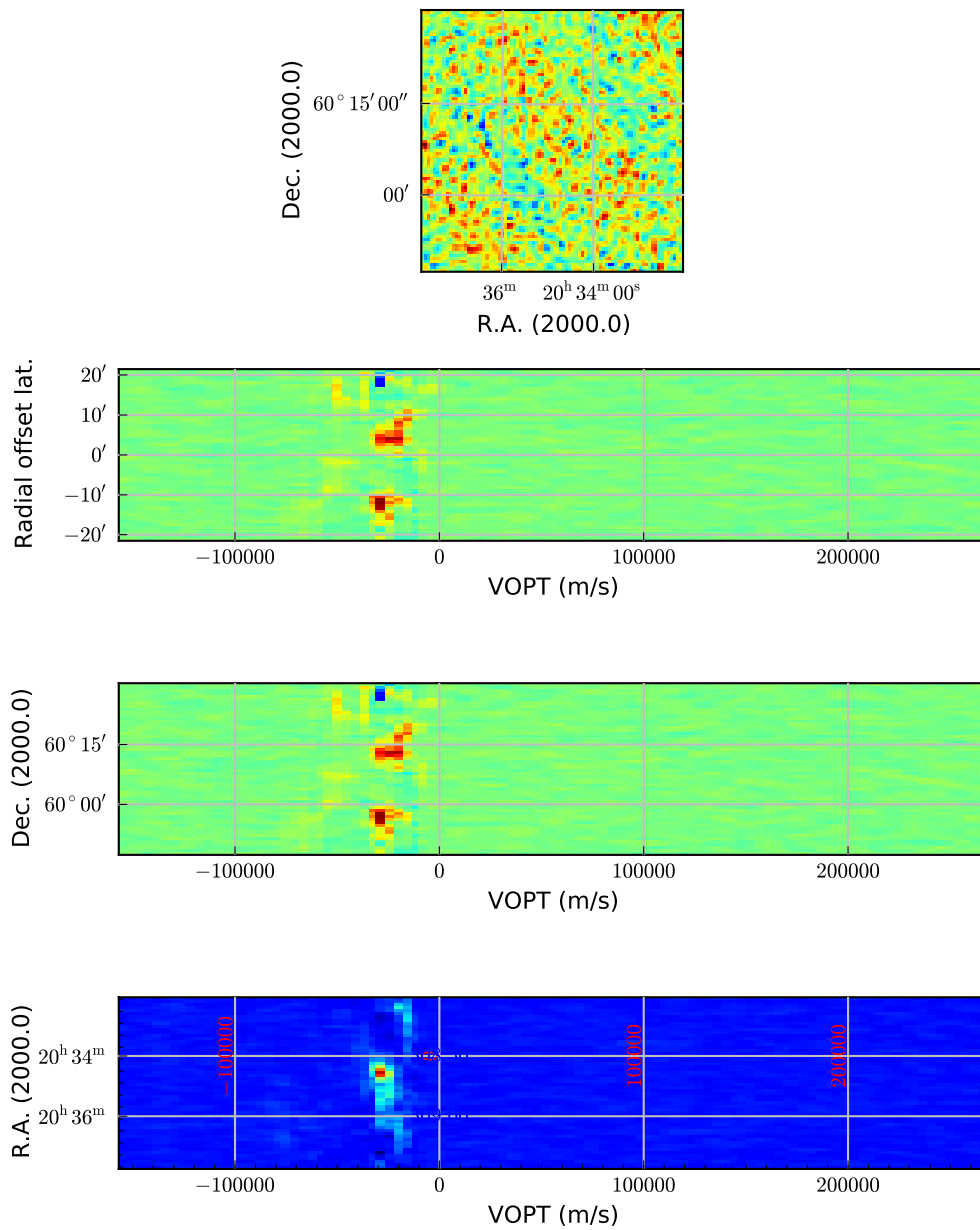 Dec. (2000.0)
60° 15′ 00″
00′
36ᵐ 20ʰ 34ᵐ 00ˢ
R.A. (2000.0)
Radial offset lat.
20′
10′
0′
−10′
−20′
−100000 0 100000 200000
VOPT (m/s)
Dec. (2000.0)
60° 15′
60° 00′
−100000 0 100000 200000
VOPT (m/s)
R.A. (2000.0)
20ʰ 34ᵐ
20ʰ 36ᵐ
−100000 100000 200000
−100000 0 100000 200000
VOPT (m/s)